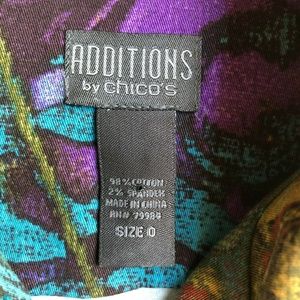 ADDITIONS
by chico's
98% COTTON
2% SPANDEX
MADE IN CHINA
RN# 79984
SIZE 0